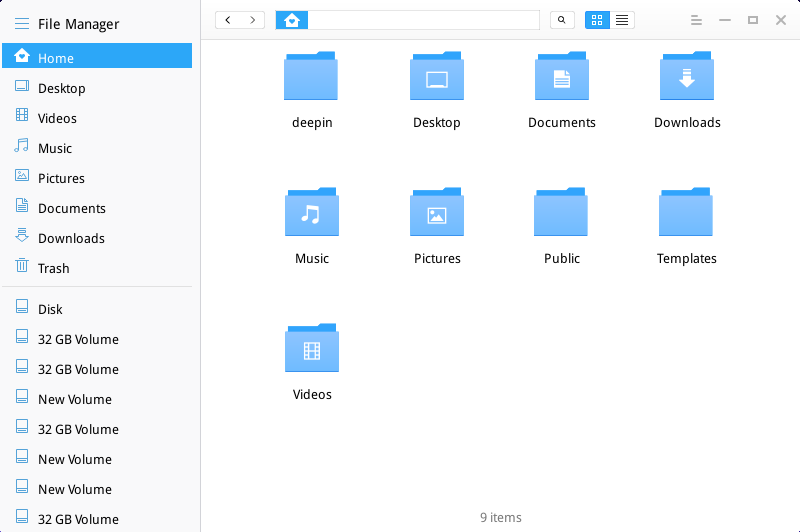 File Manager
Home
Desktop
Videos
Music
Pictures
Documents
Downloads
Trash
Disk
32 GB Volume
32 GB Volume
New Volume
32 GB Volume
New Volume
New Volume
32 GB Volume
deepin
Desktop
Documents
Downloads
Music
Pictures
Public
Templates
Videos
9 items